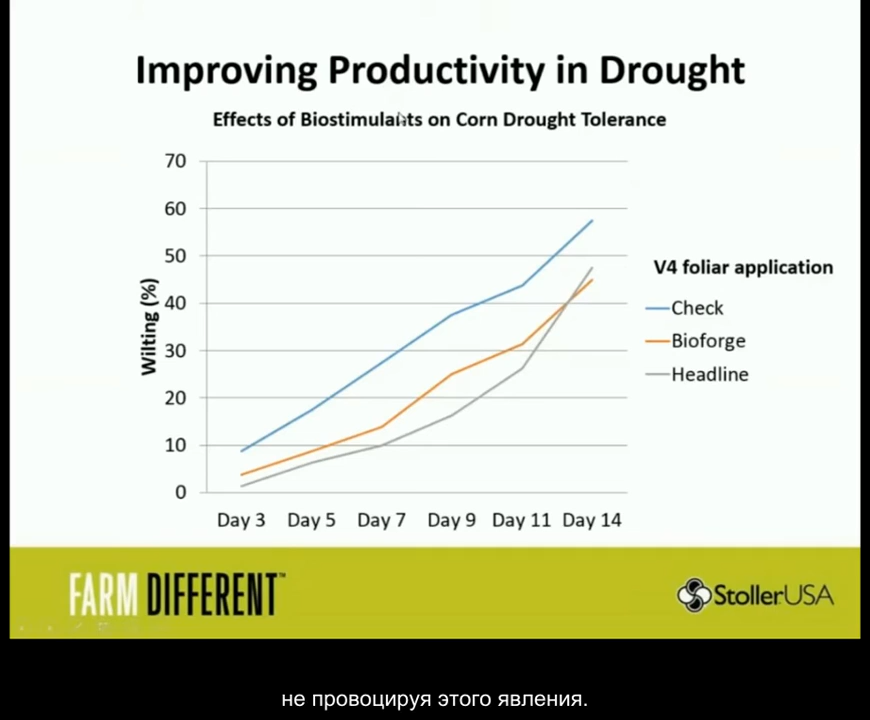 Improving Productivity in Drought
Effects of Biostimulants on Corn Drought Tolerance
70
60
50
40
30
20
10
0
Wilting (%)
Day 3 Day 5 Day 7 Day 9 Day 11 Day 14
V4 foliar application
Check
Bioforge
Headline
FARM DIFFERENT™
StollerUSA
не провоцируя этого явления.